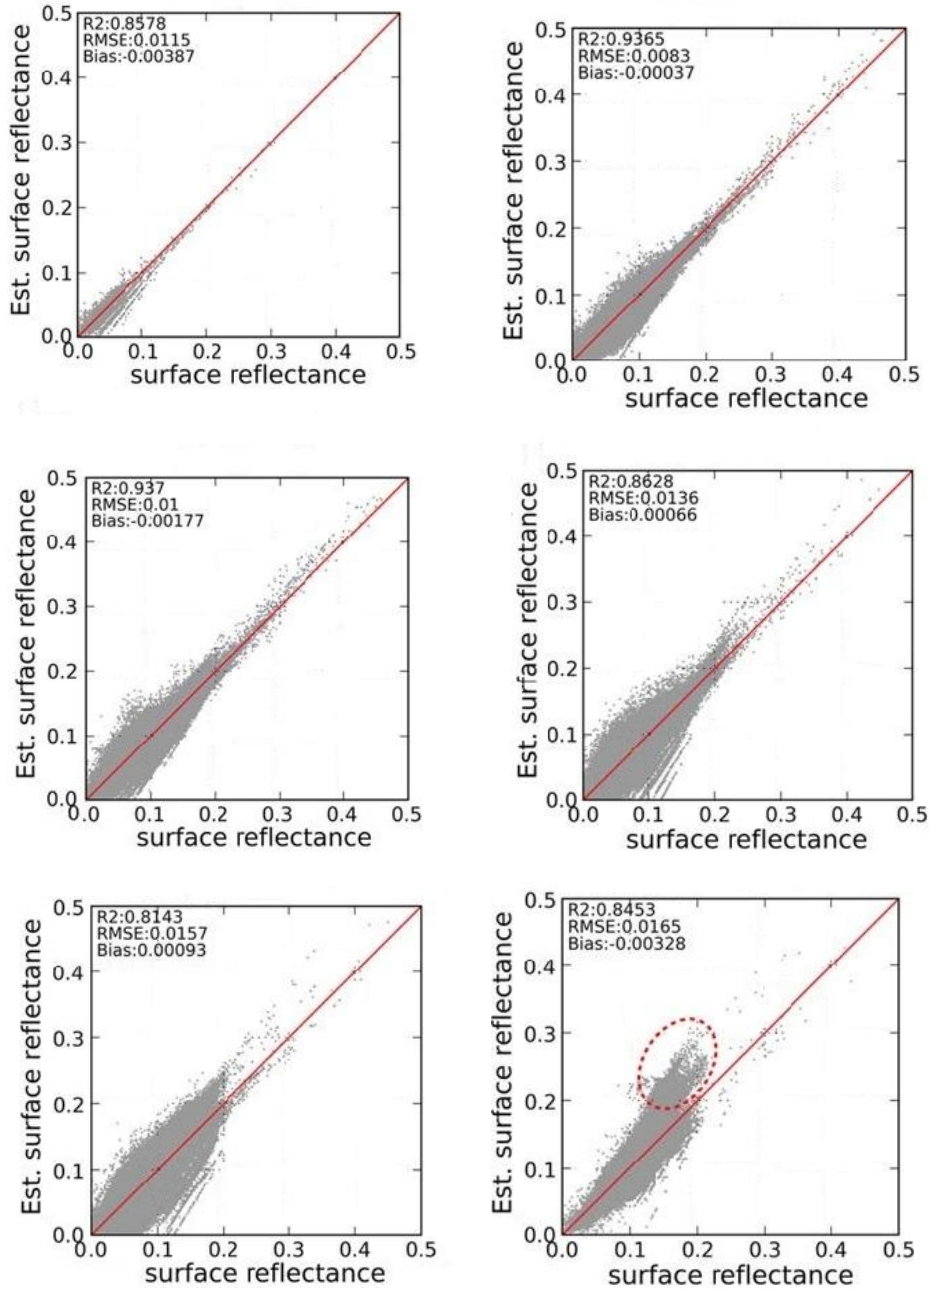 R2:0.8578
RMSE:0.0115
Bias:-0.00387
0.5
0.4
0.3
0.2
0.1
0.0
0.0 0.1 0.2 0.3 0.4 0.5
Est. surface reflectance
surface reflectance
R2:0.9365
RMSE:0.0083
Bias:-0.00037
0.5
0.4
0.3
0.2
0.1
0.0
0.0 0.1 0.2 0.3 0.4 0.5
Est. surface reflectance
surface reflectance
R2:0.937
RMSE:0.01
Bias:-0.00177
0.5
0.4
0.3
0.2
0.1
0.0
0.0 0.1 0.2 0.3 0.4 0.5
Est. surface reflectance
surface reflectance
R2:0.8628
RMSE:0.0136
Bias:0.00066
0.5
0.4
0.3
0.2
0.1
0.0
0.0 0.1 0.2 0.3 0.4 0.5
Est. surface reflectance
surface reflectance
R2:0.8143
RMSE:0.0157
Bias:0.00093
0.5
0.4
0.3
0.2
0.1
0.0
0.0 0.1 0.2 0.3 0.4 0.5
Est. surface reflectance
surface reflectance
R2:0.8453
RMSE:0.0165
Bias:-0.00328
0.5
0.4
0.3
0.2
0.1
0.0
0.0 0.1 0.2 0.3 0.4 0.5
Est. surface reflectance
surface reflectance